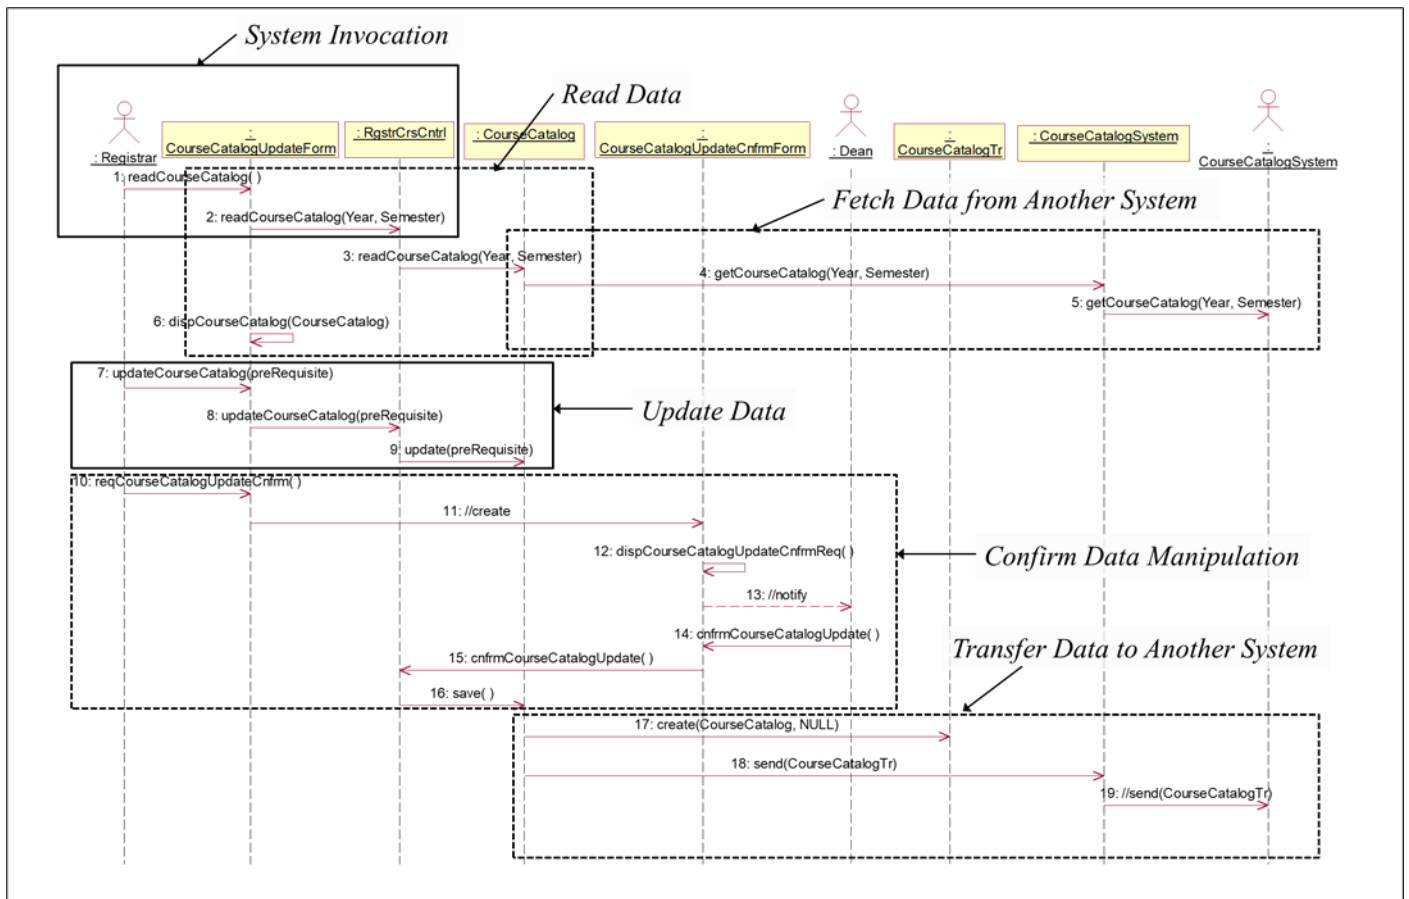 System Invocation
Read Data
: Registrar
:
CourseCatalogUpdateForm
: RgstrCrsCntrl
: CourseCatalog
:
CourseCatalogUpdateCnfrmForm
: Dean
:
CourseCatalogTr
: CourseCatalogSystem
:
CourseCatalogSystem
1: readCourseCatalog( )
Fetch Data from Another System
2: readCourseCatalog(Year, Semester)
3: readCourseCatalog(Year, Semester)
4: getCourseCatalog(Year, Semester)
5: getCourseCatalog(Year, Semester)
6: dispCourseCatalog(CourseCatalog)
7: updateCourseCatalog(preRequisite)
8: updateCourseCatalog(preRequisite)
Update Data
9: update(preRequisite)
10: reqCourseCatalogUpdateCnfrm( )
11: //create
12: dispCourseCatalogUpdateCnfrmReq( )
Confirm Data Manipulation
13: //notify
14: cnfrmCourseCatalogUpdate( )
Transfer Data to Another System
15: cnfrmCourseCatalogUpdate( )
16: save( )
17: create(CourseCatalog, NULL)
18: send(CourseCatalogTr)
19: //send(CourseCatalogTr)